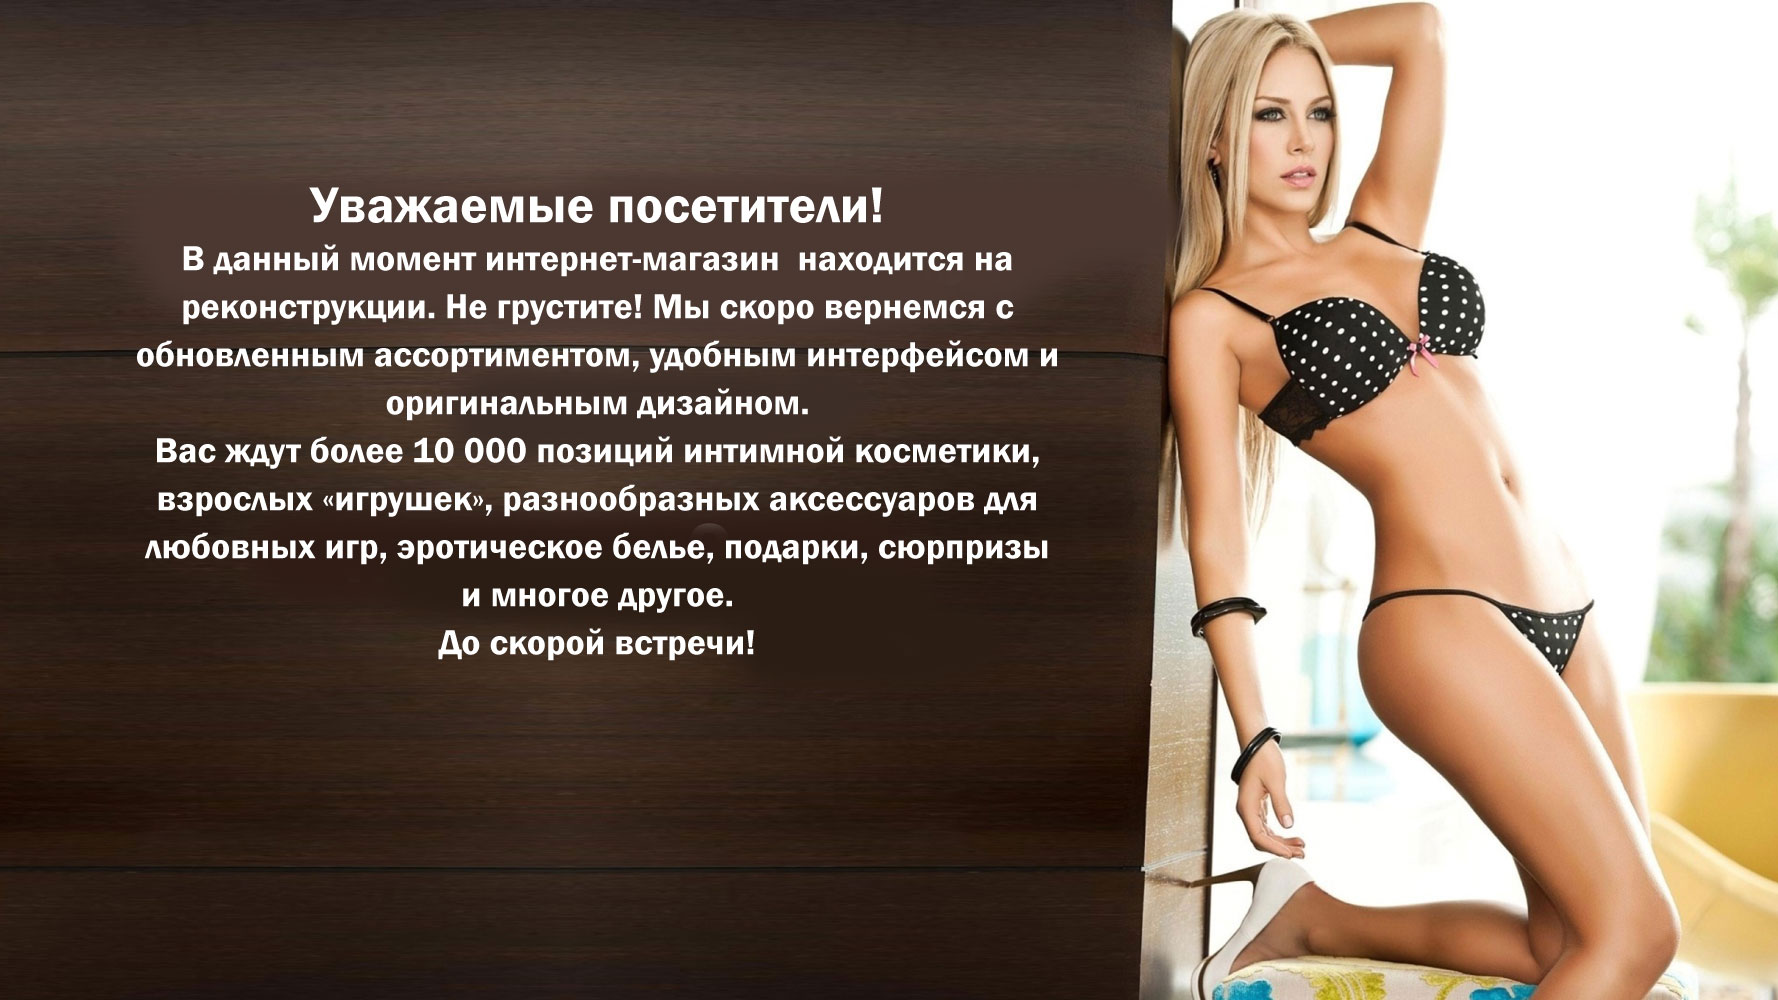 Уважаемые посетители!
В данный момент интернет-магазин находится на
реконструкции. Не грустите! Мы скоро вернемся с
обновленным ассортиментом, удобным интерфейсом и
оригинальным дизайном.
Вас ждут более 10 000 позиций интимной косметики,
взрослых «игрушек», разнообразных аксессуаров для
любовных игр, эротическое белье, подарки, сюрпризы
и многое другое.
До скорой встречи!